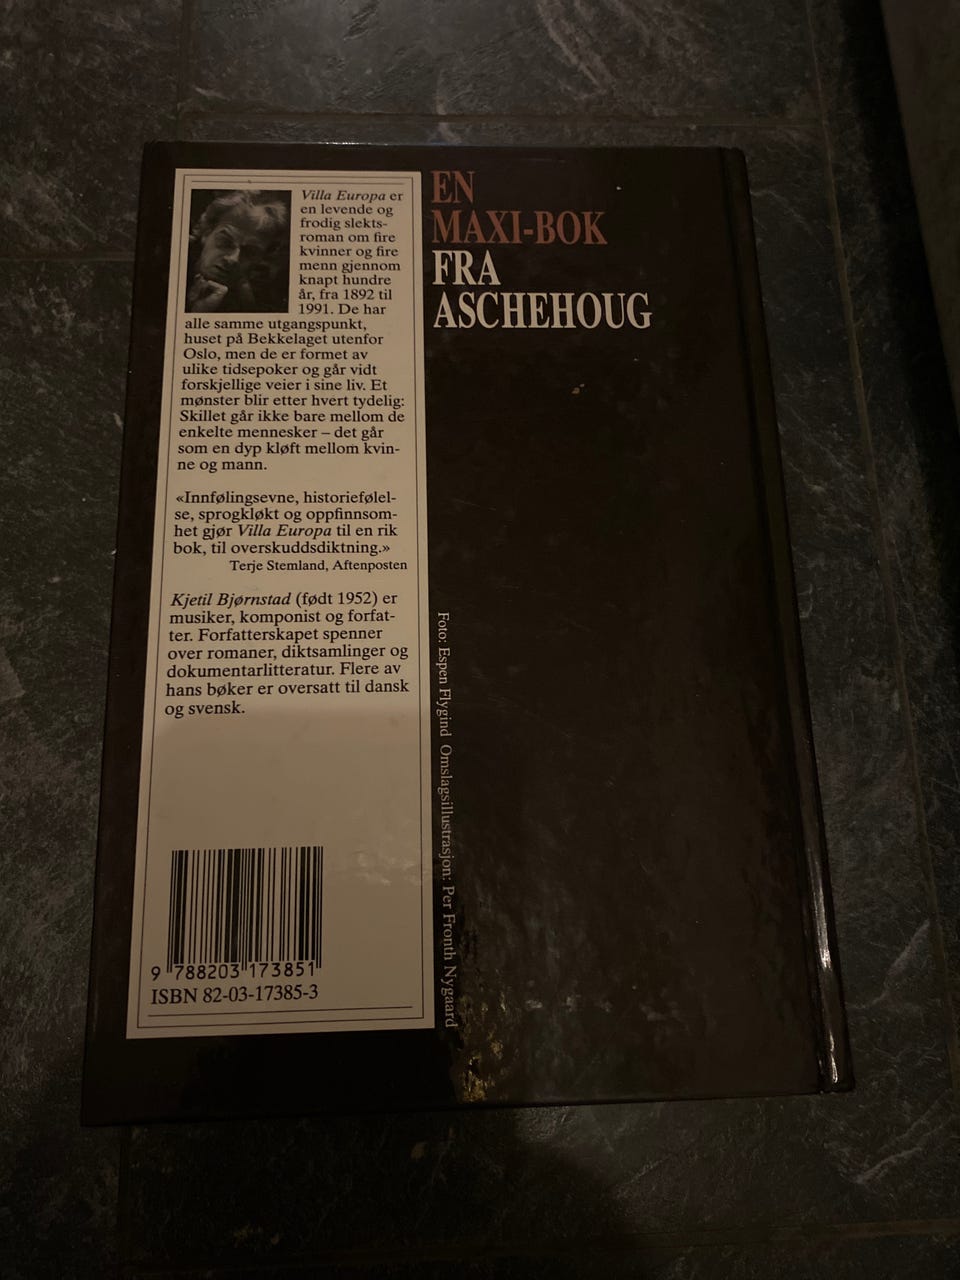 EN
MAXI-BOK
FRA
ASCHEHOUG
Villa Europa er
en levende og
frodig slekts-
roman om fire
kvinner og fire
menn gjennom
knapt hundre
år, fra 1892 til
1991. De har
alle samme utgangspunkt,
huset på Bekkelaget utenfor
Oslo, men de er formet av
ulike tidsepoker og går vidt
forskjellige veier i sine liv. Et
mønster blir etter hvert tydelig:
Skillet går ikke bare mellom de
enkelte mennesker – det går
som en dyp kløft mellom kvin-
ne og mann.
«Innfølingsevne, historiefølel-
se, sprogkløkt og oppfinnsom-
het gjør Villa Europa til en rik
bok, til overskuddsdiktning.»
Terje Stemland, Aftenposten
Kjetil Bjørnstad (født 1952) er
musiker, komponist og forfat-
ter. Forfatterskapet spenner
over romaner, diktsamlinger og
dokumentarlitteratur. Flere av
hans bøker er oversatt til dansk
og svensk.
9 788203 173851
ISBN 82-03-17385-3
Foto: Espen Flygind Omslagsillustrasjon: Per Fronth Nygaard